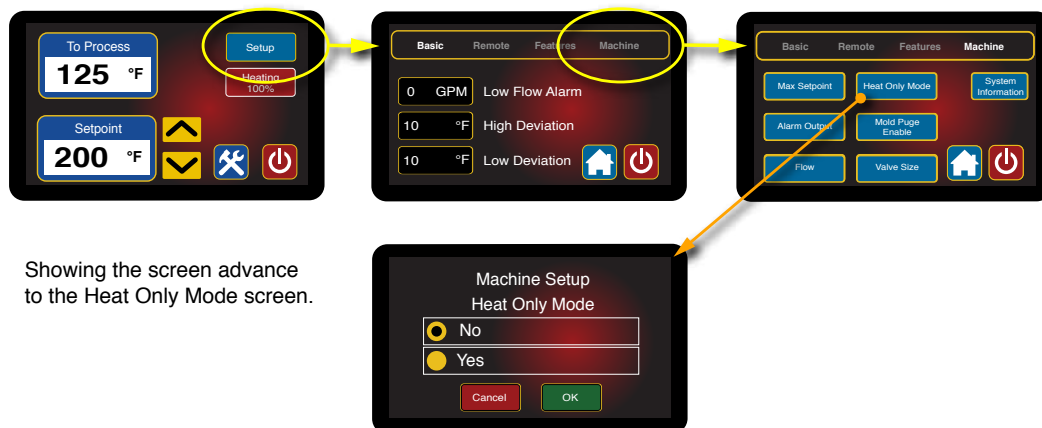 To Process
125 °F
Setup
Heating
100%
Setpoint
200 °F
Basic Remote Features Machine
0 GPM Low Flow Alarm
10 °F High Deviation
10 °F Low Deviation
Basic Remote Features Machine
Max Setpoint Heat Only Mode System
Information
Alarm Output Mold Puge
Enable
Flow Valve Size
Showing the screen advance
to the Heat Only Mode screen.
Machine Setup
Heat Only Mode
No
Yes
Cancel OK